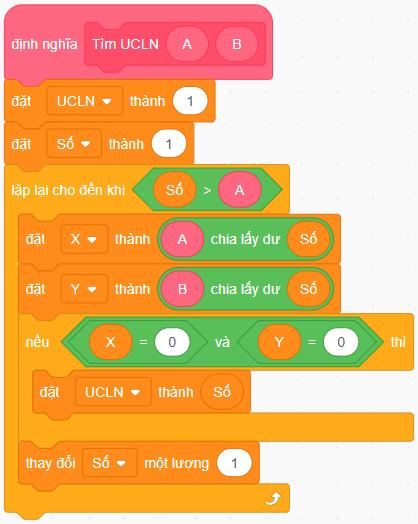 định nghĩa Tìm UCLN A B
đặt UCLN thành 1
đặt Số thành 1
lặp lại cho đến khi Số > A
đặt X thành A chia lấy dư Số
đặt Y thành B chia lấy dư Số
nếu X = 0 và Y = 0 thì
đặt UCLN thành Số
thay đổi Số một lượng 1